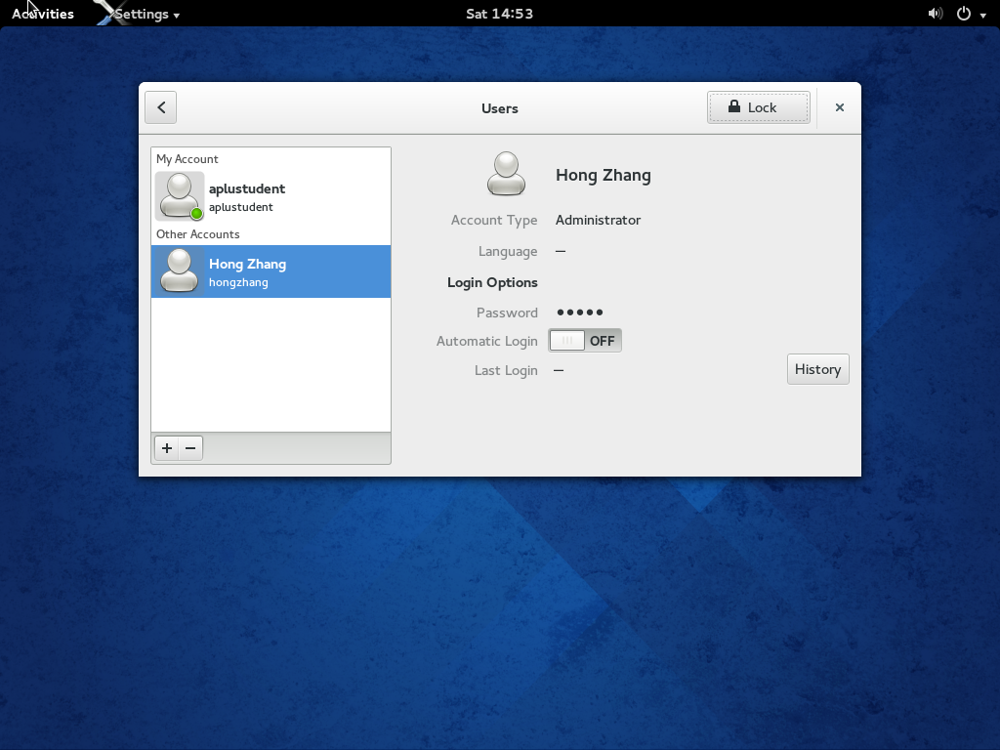 Activities Settings Sat 14:53
Users Lock
My Account
aplustudent
aplustudent
Other Accounts
Hong Zhang
hongzhang
Hong Zhang
Account Type Administrator
Language —
Login Options
Password ●●●●●
Automatic Login OFF
Last Login —
History
+ −